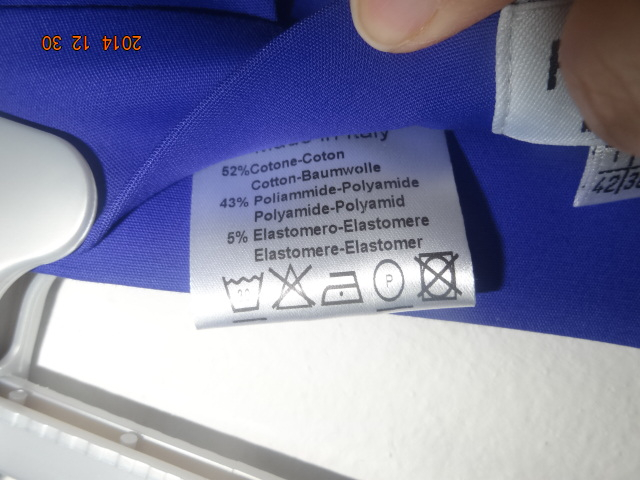 2014 12 30
Made in Italy
52% Cotone-Coton
Cotton-Baumwolle
43% Poliammide-Polyamide
Polyamide-Polyamid
5% Elastomero-Elastomere
Elastomere-Elastomer
30
P